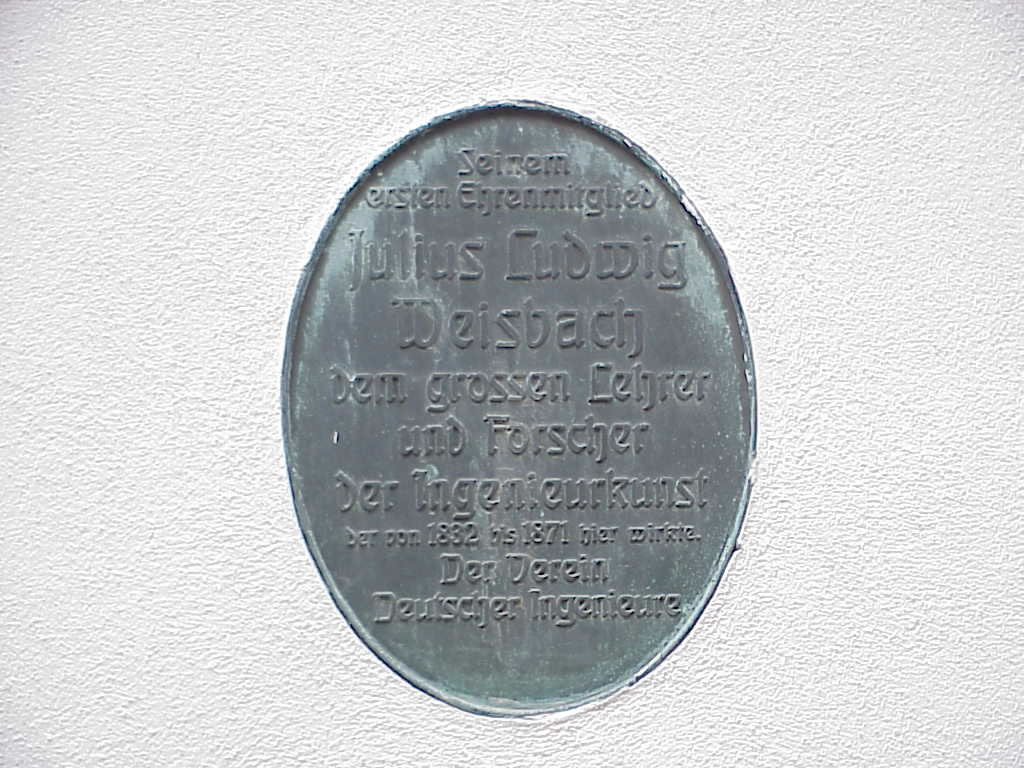 Seinem
ersten Ehrenmitglied
Julius Ludwig
Weisbach
dem grossen Lehrer
und Forscher
der Ingenieurkunst
der von 1832 bis 1871 hier wirkte.
Der Verein
Deutscher Ingenieure